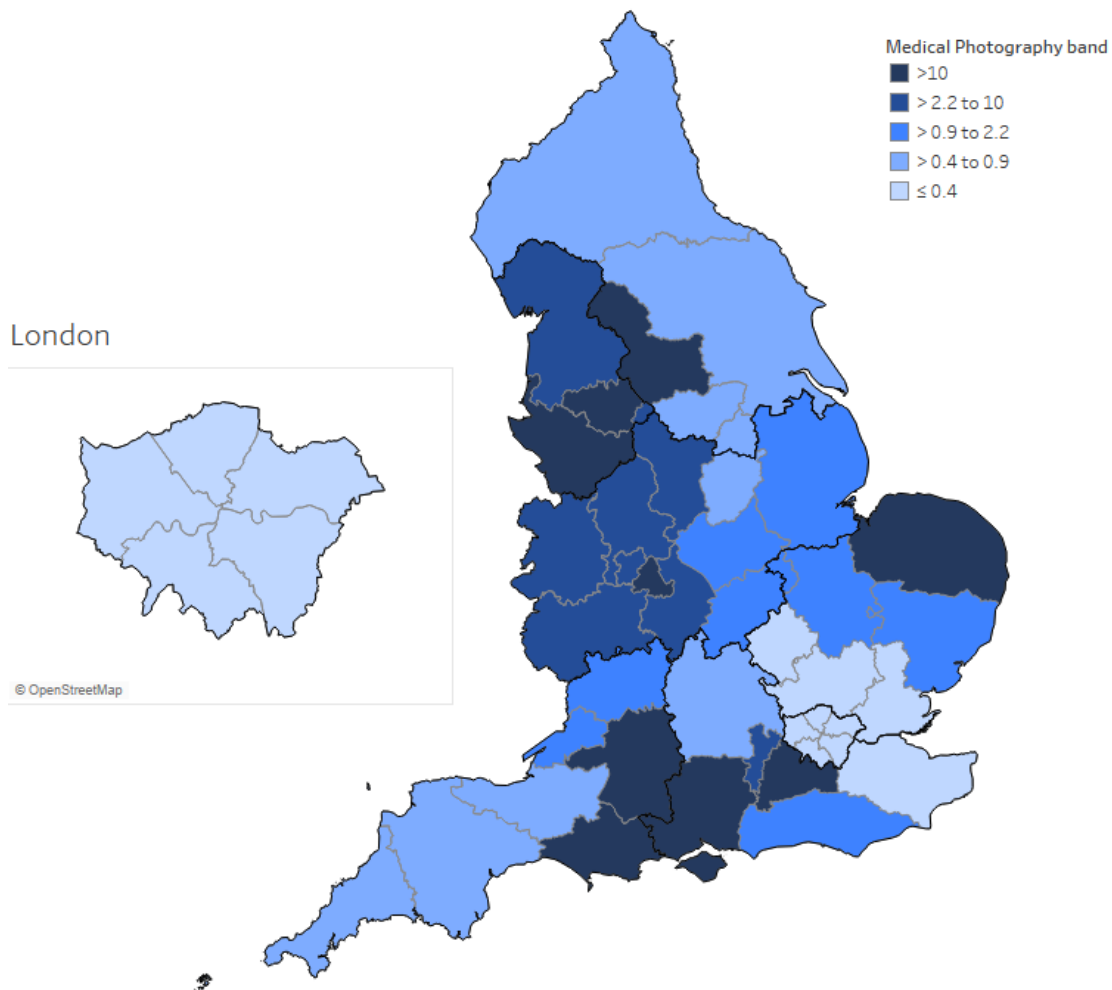 Medical Photography band
>10
> 2.2 to 10
> 0.9 to 2.2
> 0.4 to 0.9
≤ 0.4
London
© OpenStreetMap